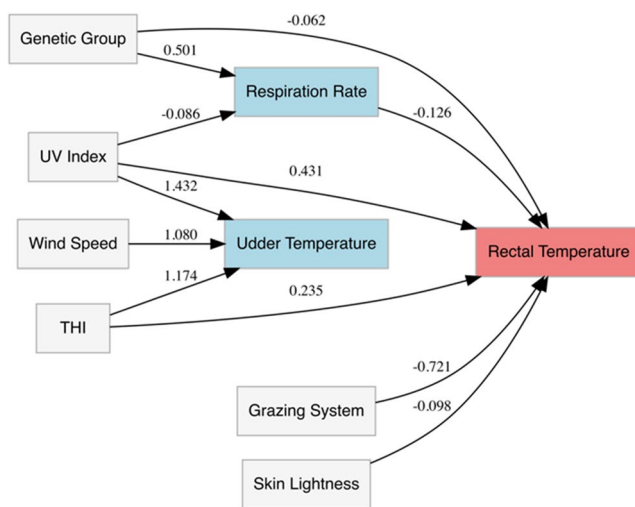 -0.062
Genetic Group
0.501
Respiration Rate
-0.086
-0.126
UV Index
0.431
1.432
Wind Speed
1.080
Udder Temperature
Rectal Temperature
1.174
0.235
THI
-0.721
Grazing System
-0.098
Skin Lightness